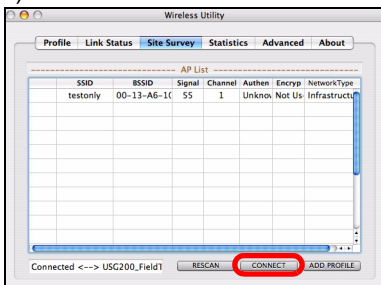 Wireless Utility
Profile Link Status Site Survey Statistics Advanced About
AP List
SSID BSSID Signal Channel Authen Encryp NetworkType
testonly 00-13-A6-1( 55 1 Unknov Not Us Infrastructu
Connected <--> USG200_FieldT RESCAN CONNECT ADD PROFILE